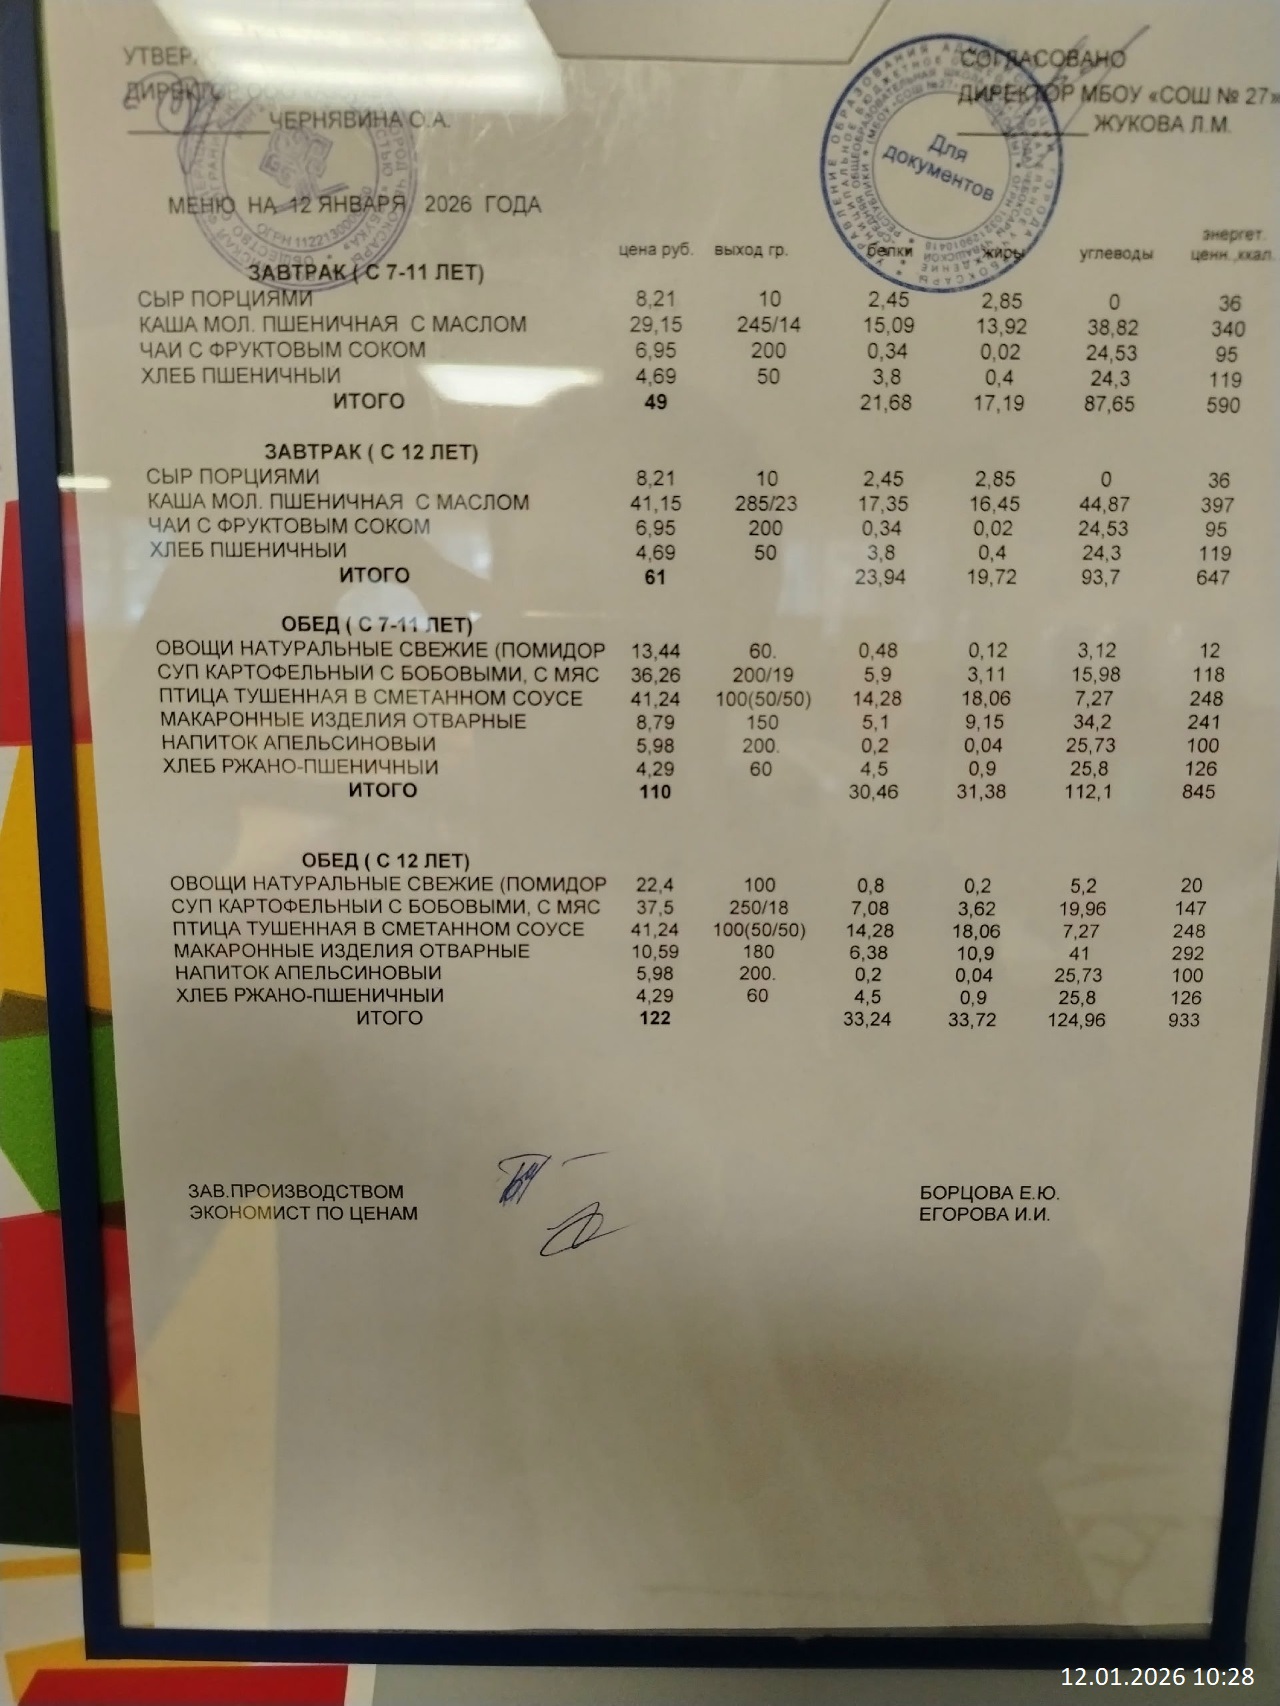 СОГЛАСОВАНО
ДИРЕКТОР МБОУ «СОШ № 27»
ЧЕРНЯВИНА О.А.
ЖУКОВА Л.М.
Для
документов
МЕНЮ НА 12 ЯНВАРЯ 2026 ГОДА
цена руб. выход гр. белки жиры углеводы энергет. ценн.,ккал.
ЗАВТРАК ( С 7-11 ЛЕТ)
СЫР ПОРЦИЯМИ 8,21 10 2,45 2,85 0 36
КАША МОЛ. ПШЕНИЧНАЯ С МАСЛОМ 29,15 245/14 15,09 13,92 38,82 340
ЧАЙ С ФРУКТОВЫМ СОКОМ 6,95 200 0,34 0,02 24,53 95
ХЛЕБ ПШЕНИЧНЫЙ 4,69 50 3,8 0,4 24,3 119
ИТОГО 49 21,68 17,19 87,65 590
ЗАВТРАК ( С 12 ЛЕТ)
СЫР ПОРЦИЯМИ 8,21 10 2,45 2,85 0 36
КАША МОЛ. ПШЕНИЧНАЯ С МАСЛОМ 41,15 285/23 17,35 16,45 44,87 397
ЧАЙ С ФРУКТОВЫМ СОКОМ 6,95 200 0,34 0,02 24,53 95
ХЛЕБ ПШЕНИЧНЫЙ 4,69 50 3,8 0,4 24,3 119
ИТОГО 61 23,94 19,72 93,7 647
ОБЕД ( С 7-11 ЛЕТ)
ОВОЩИ НАТУРАЛЬНЫЕ СВЕЖИЕ (ПОМИДОР 13,44 60. 0,48 0,12 3,12 12
СУП КАРТОФЕЛЬНЫЙ С БОБОВЫМИ, С МЯС 36,26 200/19 5,9 3,11 15,98 118
ПТИЦА ТУШЕННАЯ В СМЕТАННОМ СОУСЕ 41,24 100(50/50) 14,28 18,06 7,27 248
МАКАРОННЫЕ ИЗДЕЛИЯ ОТВАРНЫЕ 8,79 150 5,1 9,15 34,2 241
НАПИТОК АПЕЛЬСИНОВЫЙ 5,98 200. 0,2 0,04 25,73 100
ХЛЕБ РЖАНО-ПШЕНИЧНЫЙ 4,29 60 4,5 0,9 25,8 126
ИТОГО 110 30,46 31,38 112,1 845
ОБЕД ( С 12 ЛЕТ)
ОВОЩИ НАТУРАЛЬНЫЕ СВЕЖИЕ (ПОМИДОР 22,4 100 0,8 0,2 5,2 20
СУП КАРТОФЕЛЬНЫЙ С БОБОВЫМИ, С МЯС 37,5 250/18 7,08 3,62 19,96 147
ПТИЦА ТУШЕННАЯ В СМЕТАННОМ СОУСЕ 41,24 100(50/50) 14,28 18,06 7,27 248
МАКАРОННЫЕ ИЗДЕЛИЯ ОТВАРНЫЕ 10,59 180 6,38 10,9 41 292
НАПИТОК АПЕЛЬСИНОВЫЙ 5,98 200. 0,2 0,04 25,73 100
ХЛЕБ РЖАНО-ПШЕНИЧНЫЙ 4,29 60 4,5 0,9 25,8 126
ИТОГО 122 33,24 33,72 124,96 933
ЗАВ.ПРОИЗВОДСТВОМ БОРЦОВА Е.Ю.
ЭКОНОМИСТ ПО ЦЕНАМ ЕГОРОВА И.И.
12.01.2026 10:28